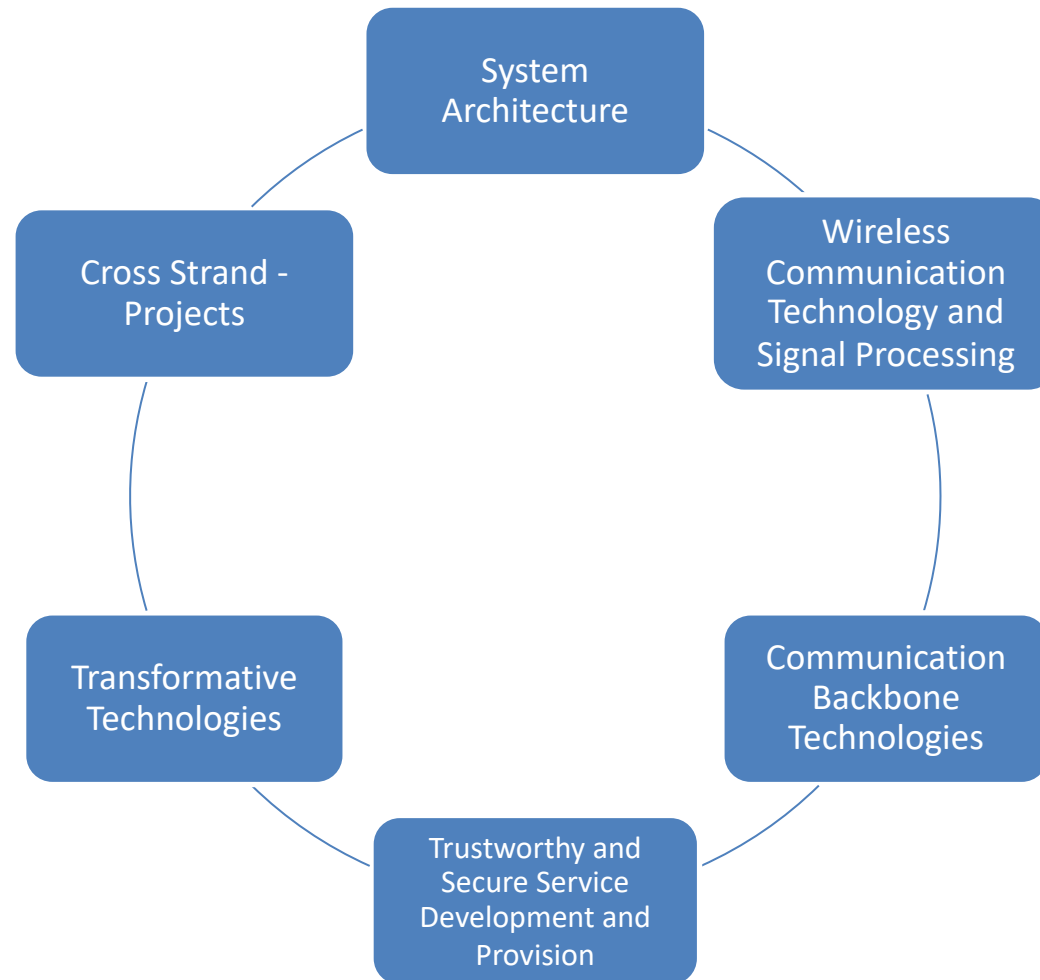 System
Architecture
Wireless
Communication
Technology and
Signal Processing
Communication
Backbone
Technologies
Trustworthy and
Secure Service
Development and
Provision
Transformative
Technologies
Cross Strand -
Projects